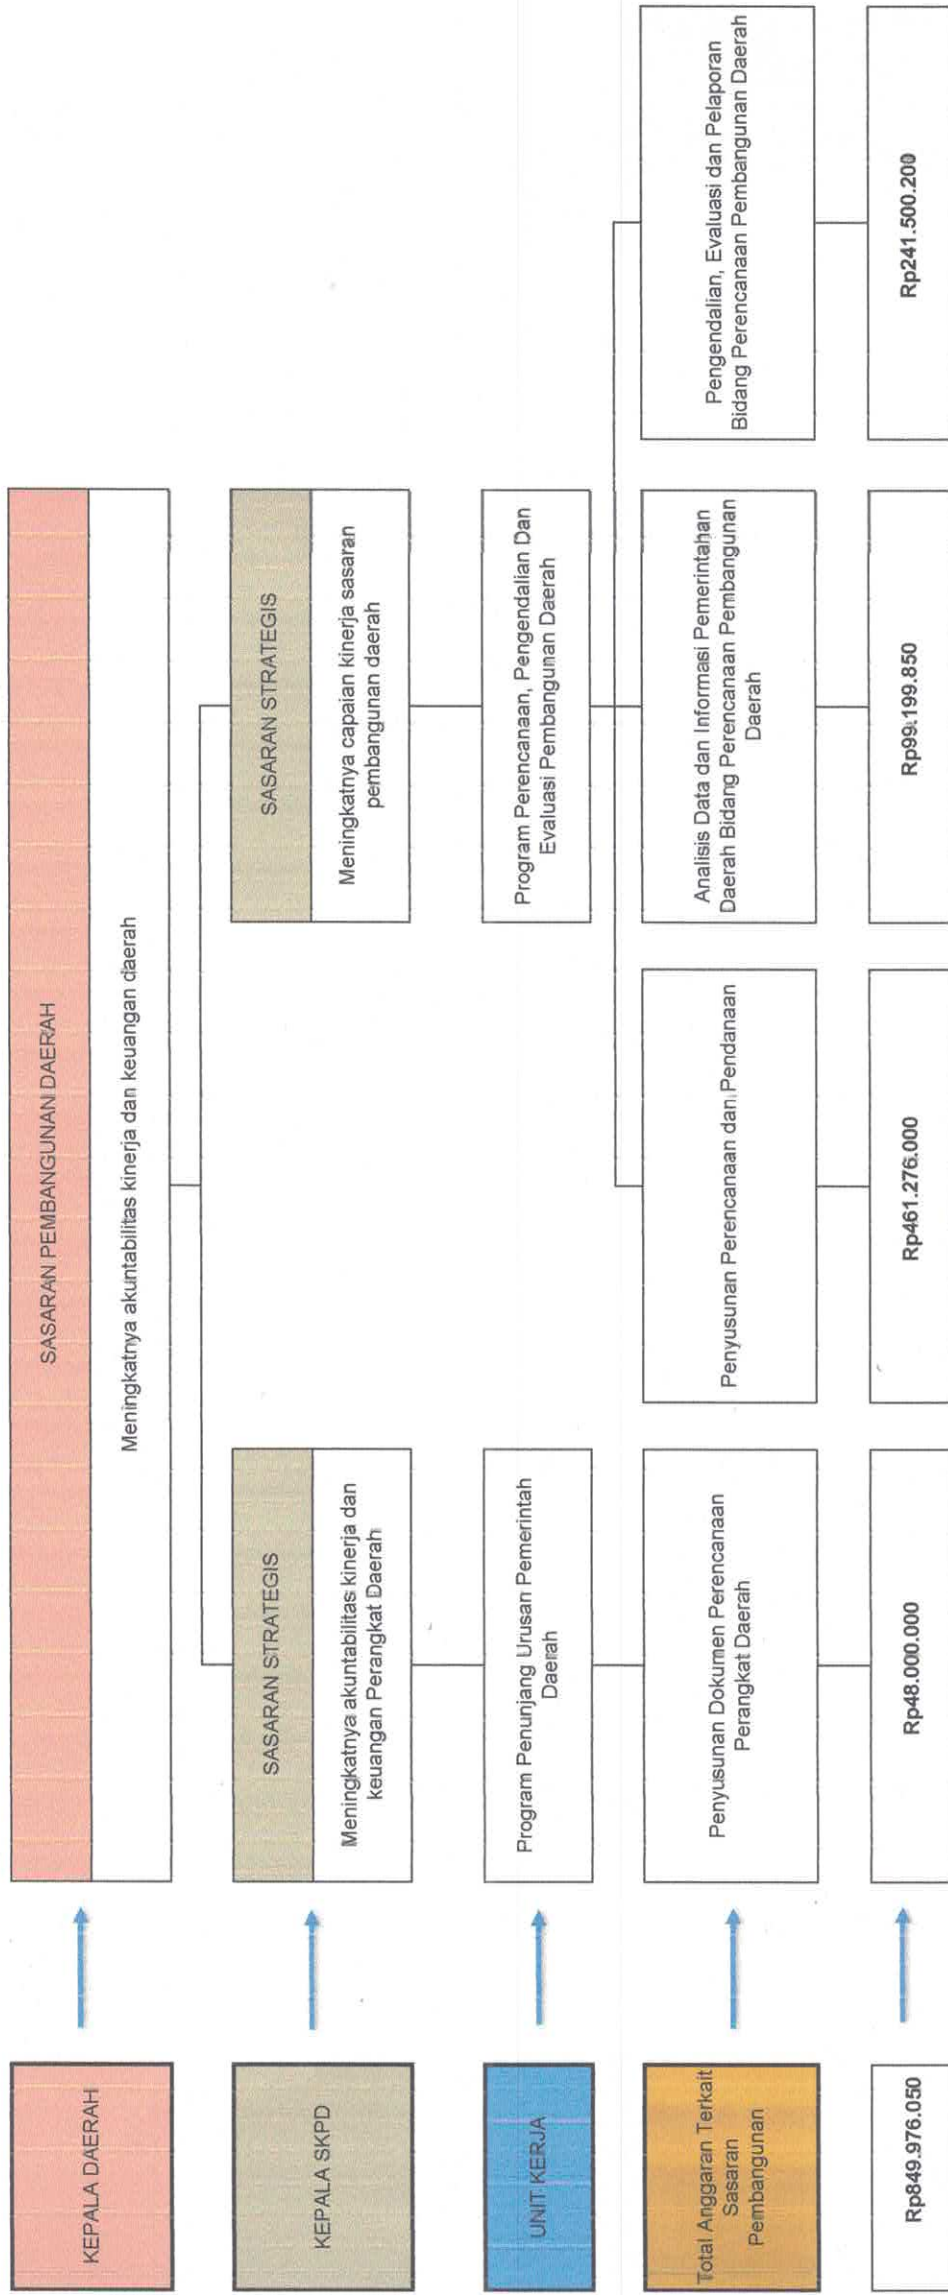 KEPALA DAERAH
SASARAN PEMBANGUNAN DAERAH
Meningkatnya akuntabilitas kinerja dan keuangan daerah
KEPALA SKPD
SASARAN STRATEGIS
Meningkatnya akuntabilitas kinerja dan
keuangan Perangkat Daerah
SASARAN STRATEGIS
Meningkatnya capaian kinerja sasaran
pembangunan daerah
UNIT KERJA
Program Penunjang Urusan Pemerintah
Daerah
Program Perencanaan, Pengendalian Dan
Evaluasi Pembangunan Daerah
Total Anggaran Terkait
Sasaran
Pembangunan
Penyusunan Dokumen Perencanaan
Perangkat Daerah
Penyusunan Perencanaan dan Pendanaan
Analisis Data dan Informasi Pemerintahan
Daerah Bidang Perencanaan Pembangunan
Daerah
Pengendalian, Evaluasi dan Pelaporan
Bidang Perencanaan Pembangunan Daerah
Rp849.976.050
Rp48.000.000
Rp461.276.000
Rp99.199.850
Rp241.500.200